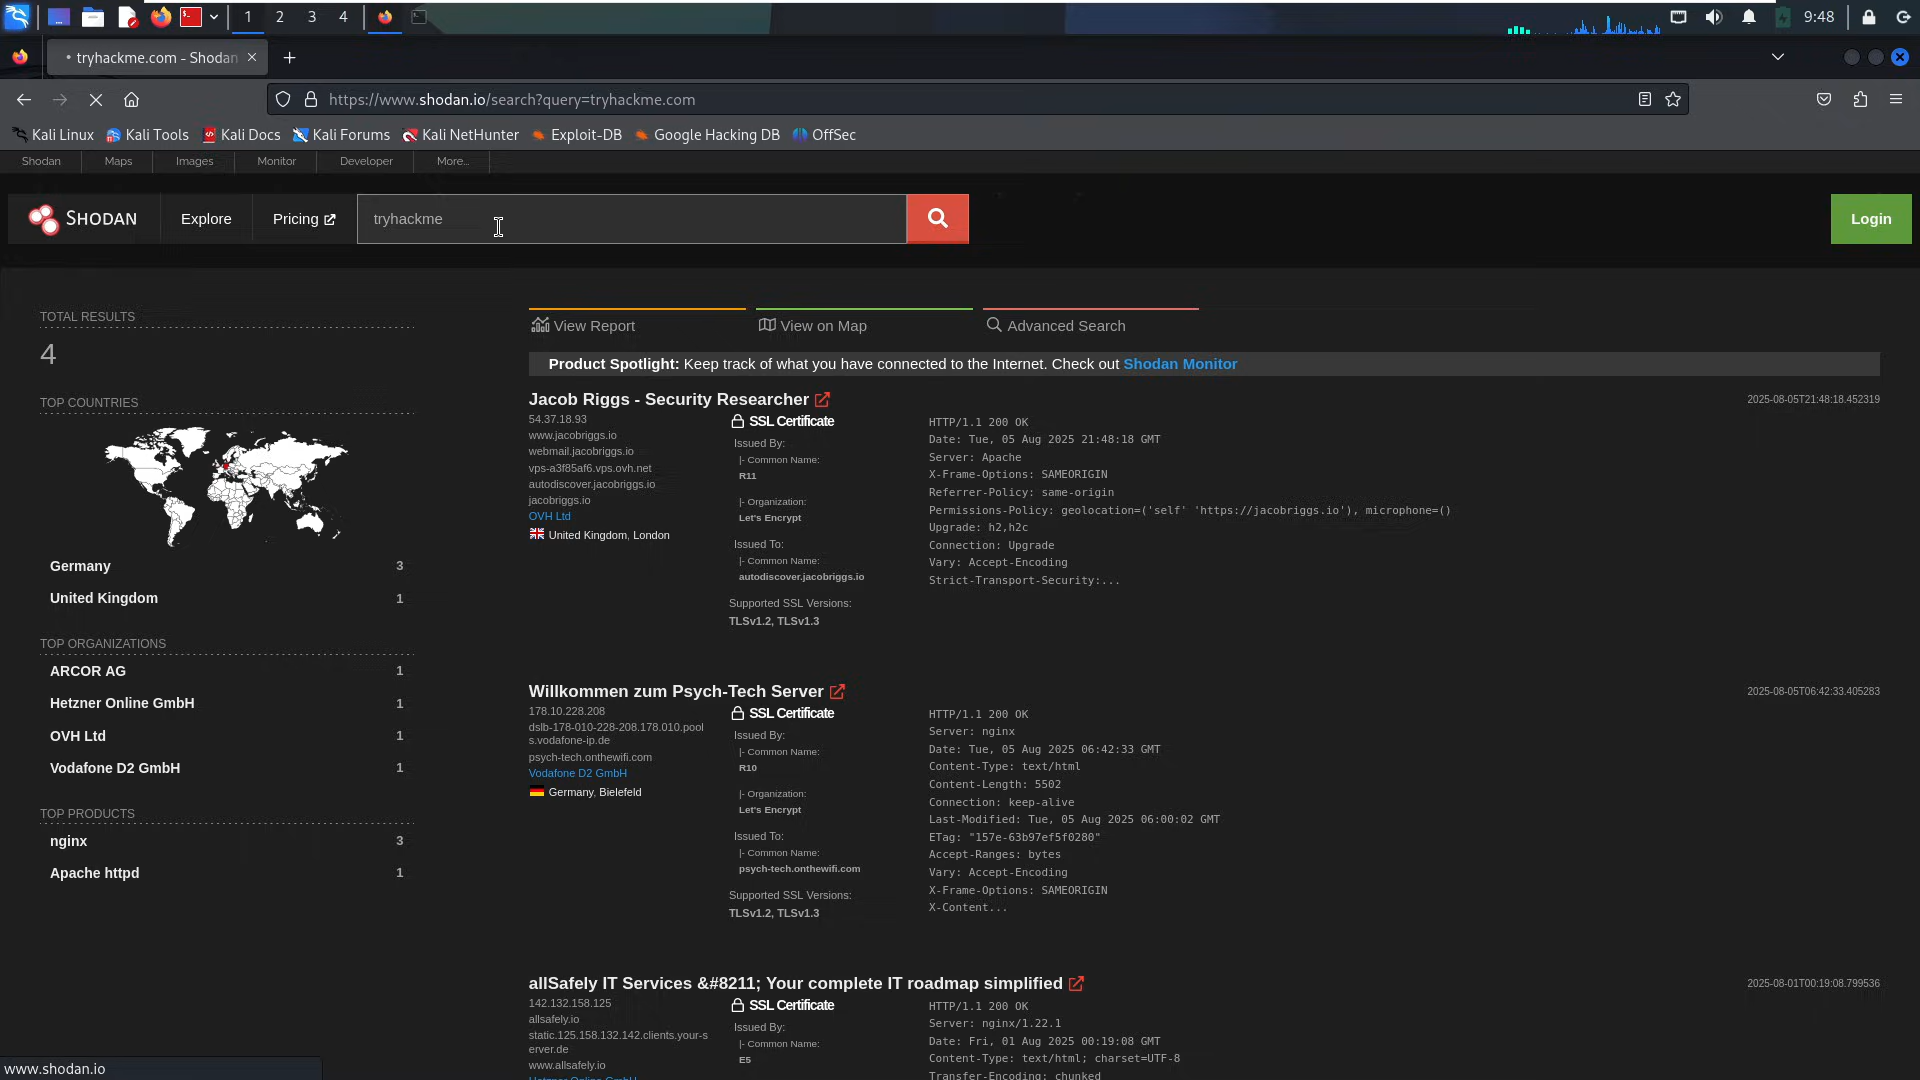 1 2 3 4 9:48
tryhackme.com - Shodan
https://www.shodan.io/search?query=tryhackme.com
Kali Linux Kali Tools Kali Docs Kali Forums Kali NetHunter Exploit-DB Google Hacking DB OffSec
Shodan Maps Images Monitor Developer More...
SHODAN Explore Pricing tryhackme Login
TOTAL RESULTS
4
TOP COUNTRIES
Germany 3
United Kingdom 1
TOP ORGANIZATIONS
ARCOR AG 1
Hetzner Online GmbH 1
OVH Ltd 1
Vodafone D2 GmbH 1
TOP PRODUCTS
nginx 3
Apache httpd 1
View Report View on Map Advanced Search
Product Spotlight: Keep track of what you have connected to the Internet. Check out Shodan Monitor
Jacob Riggs - Security Researcher 2025-08-05T21:48:18.452319
54.37.18.93
www.jacobriggs.io
webmail.jacobriggs.io
vps-a3f85af6.vps.ovh.net
autodiscover.jacobriggs.io
jacobriggs.io
OVH Ltd
United Kingdom, London
SSL Certificate
Issued By:
|- Common Name:
R11
|- Organization:
Let's Encrypt
Issued To:
|- Common Name:
autodiscover.jacobriggs.io
Supported SSL Versions:
TLSv1.2, TLSv1.3
HTTP/1.1 200 OK
Date: Tue, 05 Aug 2025 21:48:18 GMT
Server: Apache
X-Frame-Options: SAMEORIGIN
Referrer-Policy: same-origin
Permissions-Policy: geolocation=('self' 'https://jacobriggs.io'), microphone=()
Upgrade: h2,h2c
Connection: Upgrade
Vary: Accept-Encoding
Strict-Transport-Security:...
Willkommen zum Psych-Tech Server 2025-08-05T06:42:33.405283
178.10.228.208
dslb-178-010-228-208.178.010.pool
s.vodafone-ip.de
psych-tech.onthewifi.com
Vodafone D2 GmbH
Germany, Bielefeld
SSL Certificate
Issued By:
|- Common Name:
R10
|- Organization:
Let's Encrypt
Issued To:
|- Common Name:
psych-tech.onthewifi.com
Supported SSL Versions:
TLSv1.2, TLSv1.3
HTTP/1.1 200 OK
Server: nginx
Date: Tue, 05 Aug 2025 06:42:33 GMT
Content-Type: text/html
Content-Length: 5502
Connection: keep-alive
Last-Modified: Tue, 05 Aug 2025 06:00:02 GMT
ETag: "157e-63b97ef5f0280"
Accept-Ranges: bytes
Vary: Accept-Encoding
X-Frame-Options: SAMEORIGIN
X-Content...
allSafely IT Services &#8211; Your complete IT roadmap simplified 2025-08-01T00:19:08.799536
142.132.158.125
allsafely.io
static.125.158.132.142.clients.your-s
erver.de
www.allsafely.io
Hetzner Online GmbH
SSL Certificate
Issued By:
|- Common Name:
E5
HTTP/1.1 200 OK
Server: nginx/1.22.1
Date: Fri, 01 Aug 2025 00:19:08 GMT
Content-Type: text/html; charset=UTF-8
Transfer-Encoding: chunked
www.shodan.io